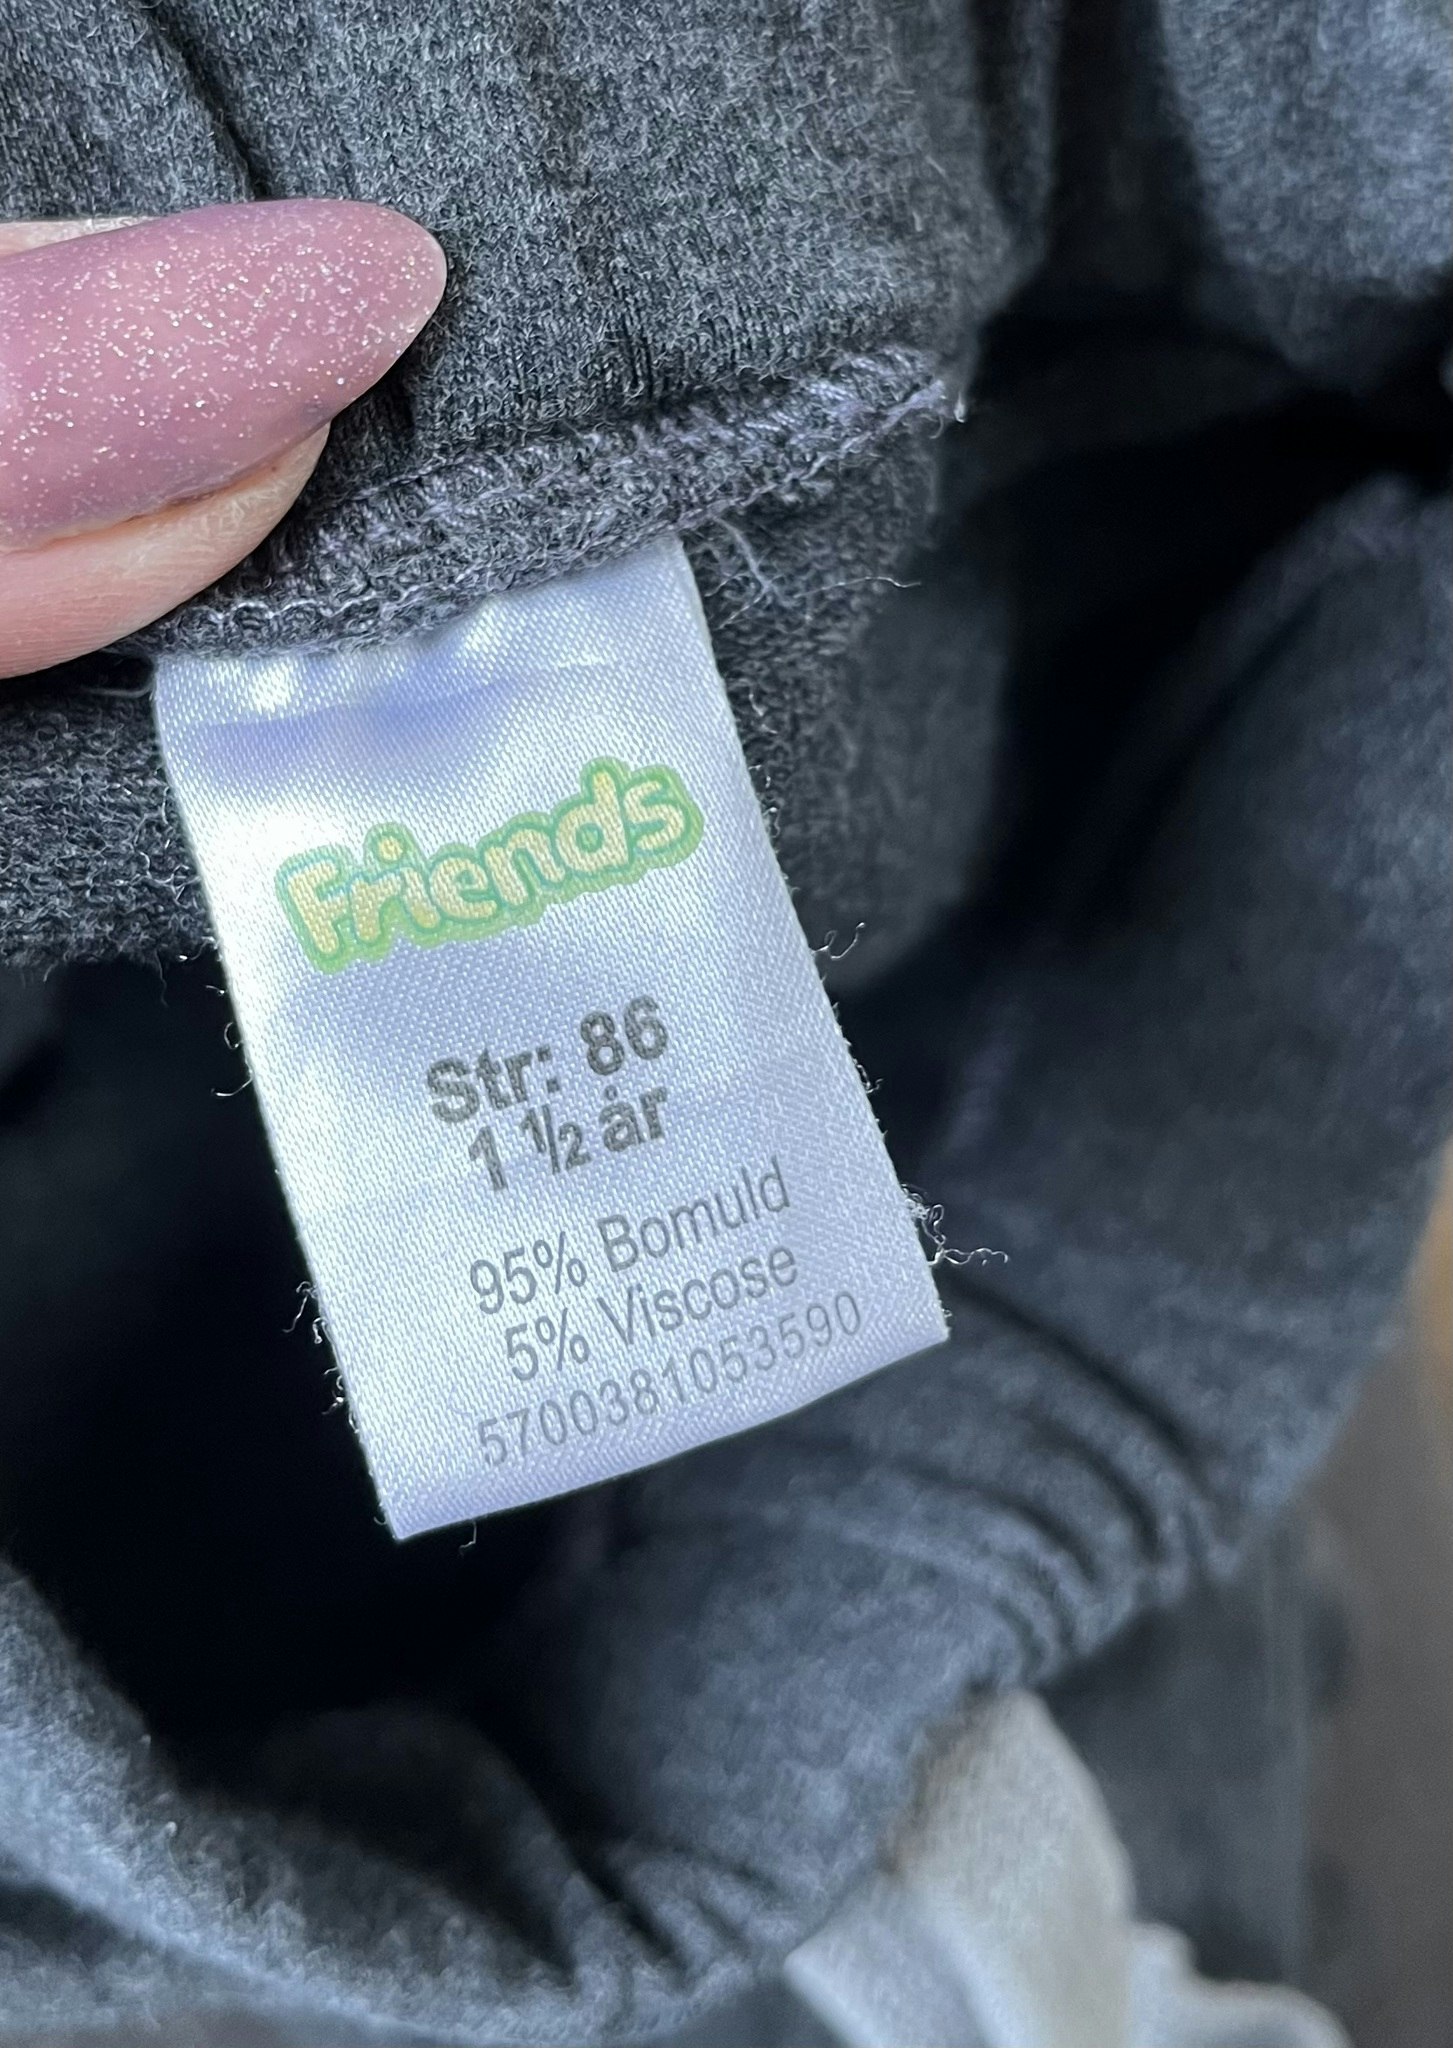 Friends
Str: 86
1 ½ år
95% Bomuld
5% Viscose
5700381053590